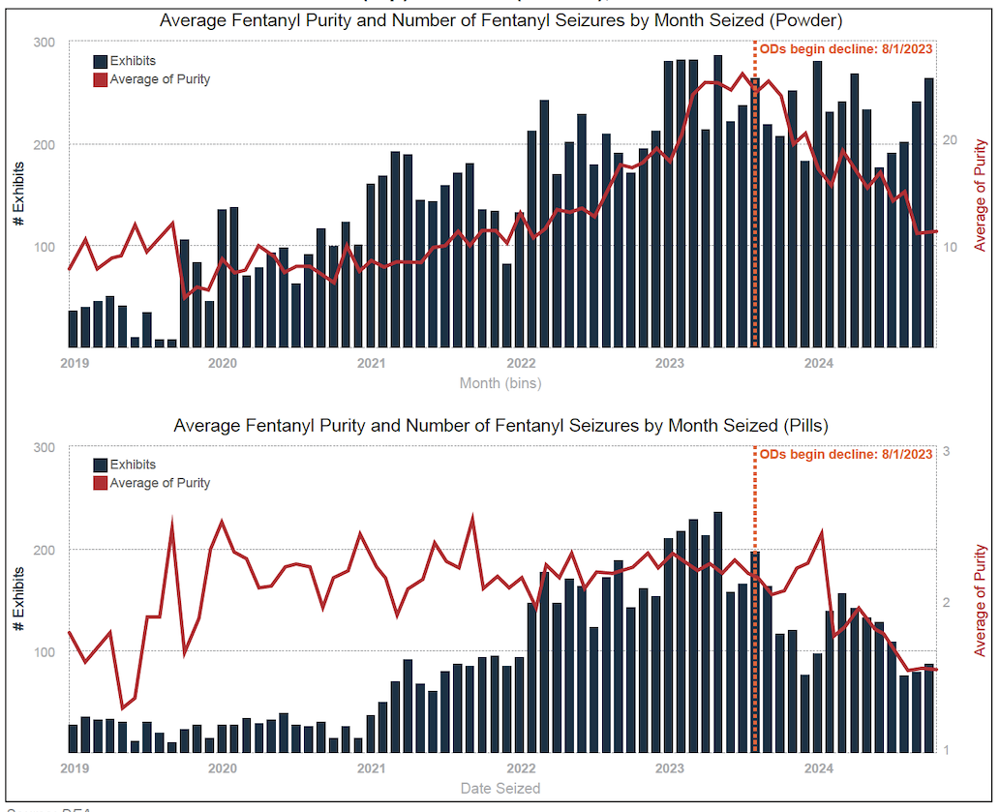 Average Fentanyl Purity and Number of Fentanyl Seizures by Month Seized (Powder)
300
ODs begin decline: 8/1/2023
Exhibits
Average of Purity
200
20
# Exhibits
Average of Purity
100
10
2019 2020 2021 2022 2023 2024
Month (bins)
Average Fentanyl Purity and Number of Fentanyl Seizures by Month Seized (Pills)
300
3
ODs begin decline: 8/1/2023
Exhibits
Average of Purity
200
# Exhibits
2
Average of Purity
100
1
2019 2020 2021 2022 2023 2024
Date Seized